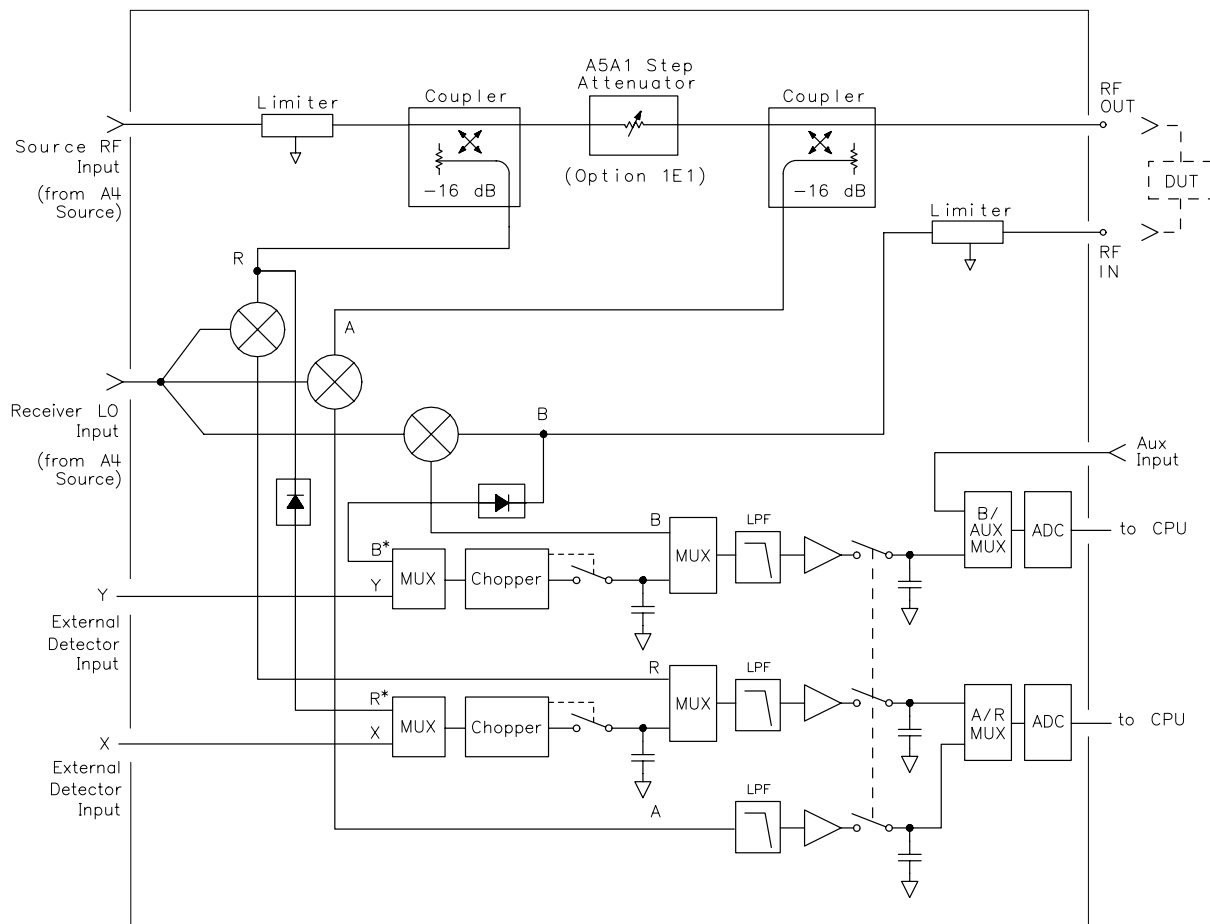 A5A1 Step
Attenuator
Limiter
Coupler
Coupler
RF
OUT
Source RF
Input
(from A4
Source)
-16 dB
(Option 1E1)
-16 dB
DUT
Limiter
R
RF
IN
A
Receiver LO
Input
(from A4
Source)
B
Aux
Input
B
LPF
B/
AUX
MUX
ADC
to CPU
B*
MUX
Chopper
MUX
Y
Y
External
Detector
Input
R
LPF
R*
MUX
Chopper
MUX
A/R
MUX
ADC
to CPU
X
X
External
Detector
Input
A
LPF